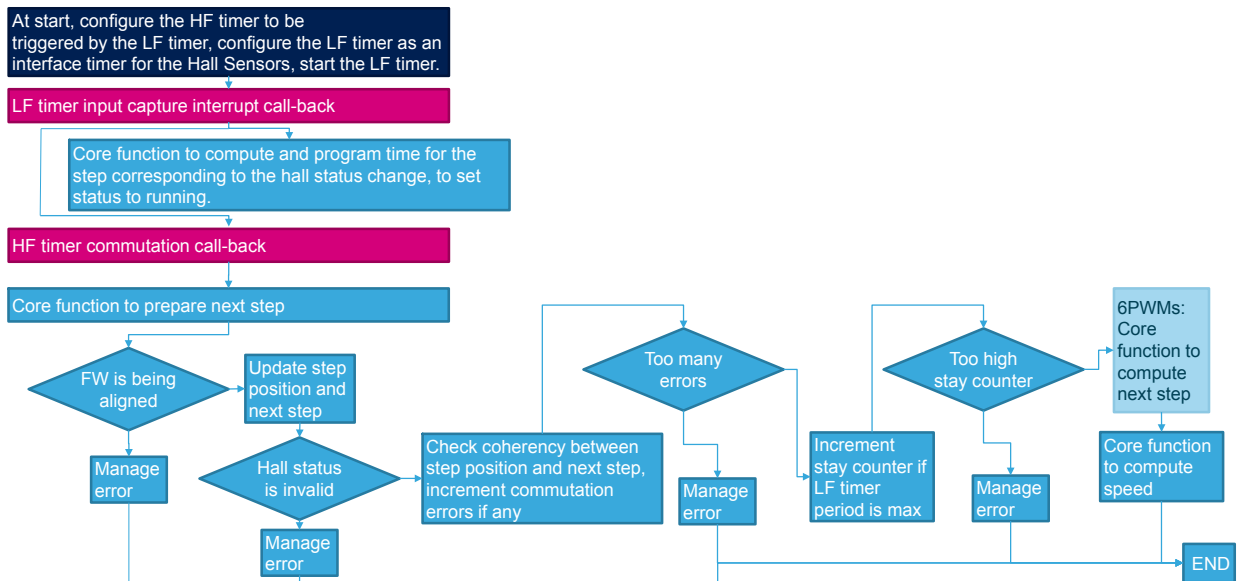 At start, configure the HF timer to be
triggered by the LF timer, configure the LF timer as an
interface timer for the Hall Sensors, start the LF timer.
LF timer input capture interrupt call-back
Core function to compute and program time for the
step corresponding to the hall status change, to set
status to running.
HF timer commutation call-back
Core function to prepare next step
FW is being
aligned
Manage
error
Update step
position and
next step
Hall status
is invalid
Manage
error
Check coherency between
step position and next step,
increment commutation
errors if any
Too many
errors
Manage
error
Increment
stay counter if
LF timer
period is max
Too high
stay counter
Manage
error
6PWMs:
Core
function to
compute
next step
Core function
to compute
speed
END